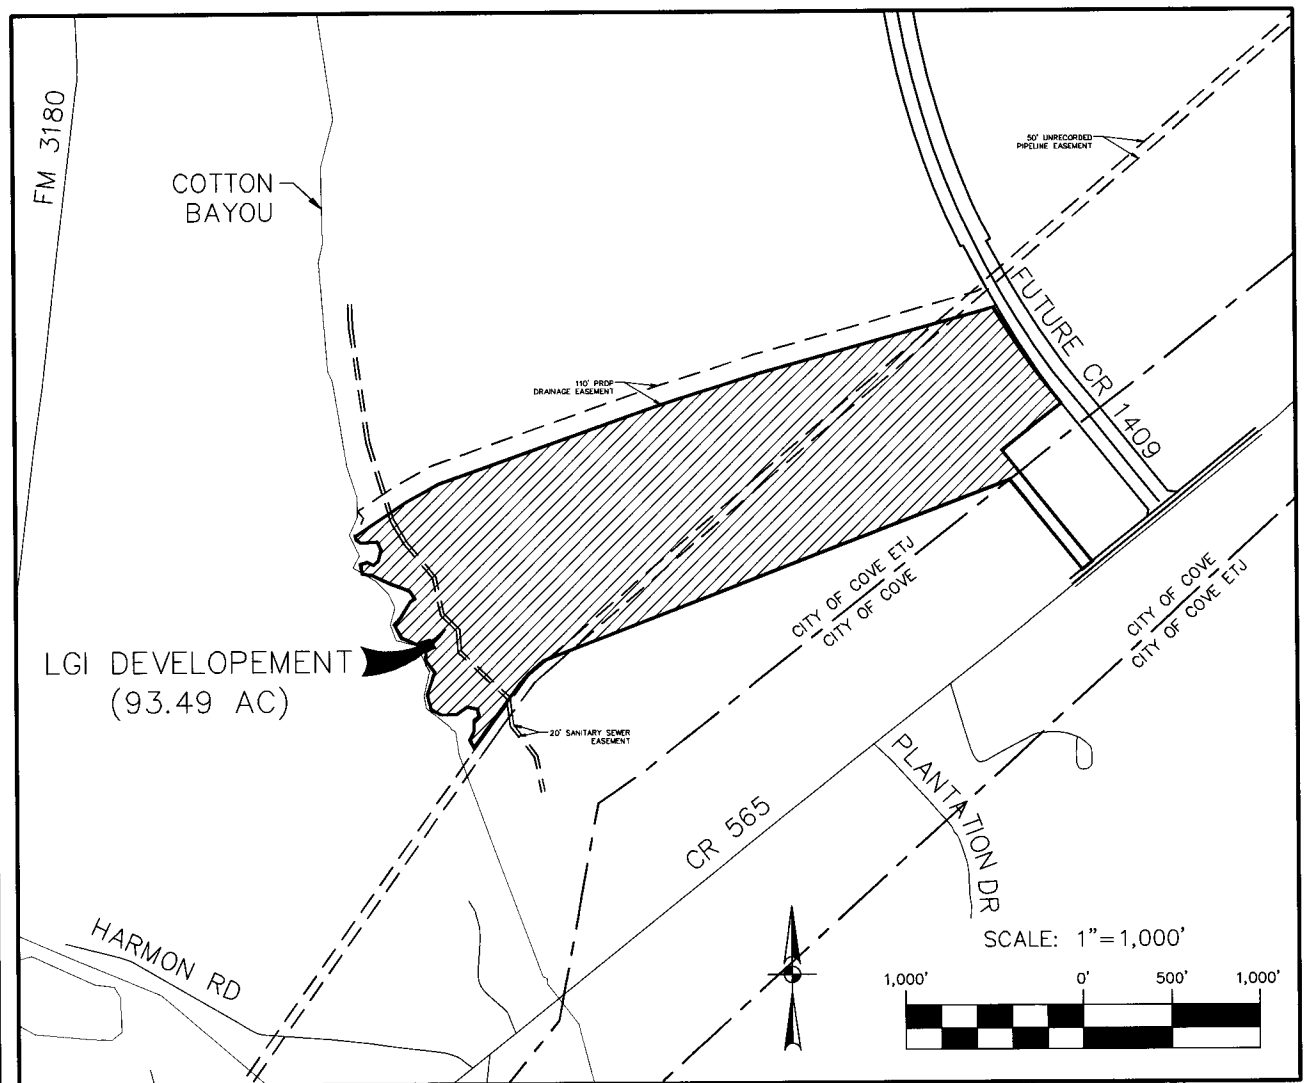 FM 3180
COTTON
BAYOU
50' UNRECORDED
PIPELINE EASEMENT
FUTURE CR 1409
110' PROP
DRAINAGE EASEMENT
CITY OF COVE ETJ
CITY OF COVE
CITY OF COVE
CITY OF COVE ETJ
LGI DEVELOPEMENT
(93.49 AC)
20' SANITARY SEWER
EASEMENT
CR 565
PLANTATION DR
HARMON RD
SCALE: 1"=1,000'
1,000' 0' 500' 1,000'